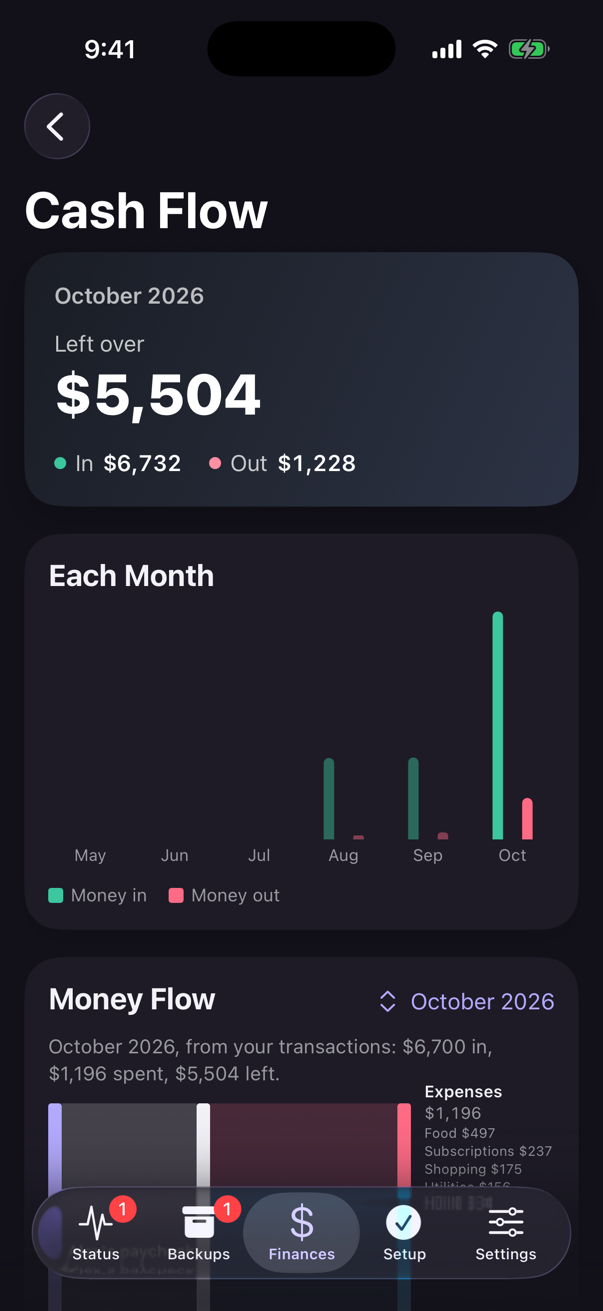 9:41
Cash Flow
October 2026
Left over
$5,504
In $6,732 Out $1,228
Each Month
May Jun Jul Aug Sep Oct
Money in Money out
Money Flow October 2026
October 2026, from your transactions: $6,700 in,
$1,196 spent, $5,504 left.
Expenses
$1,196
Food $497
Subscriptions $237
Shopping $175
Utilities $156
1 1
Status Backups Finances Setup Settings